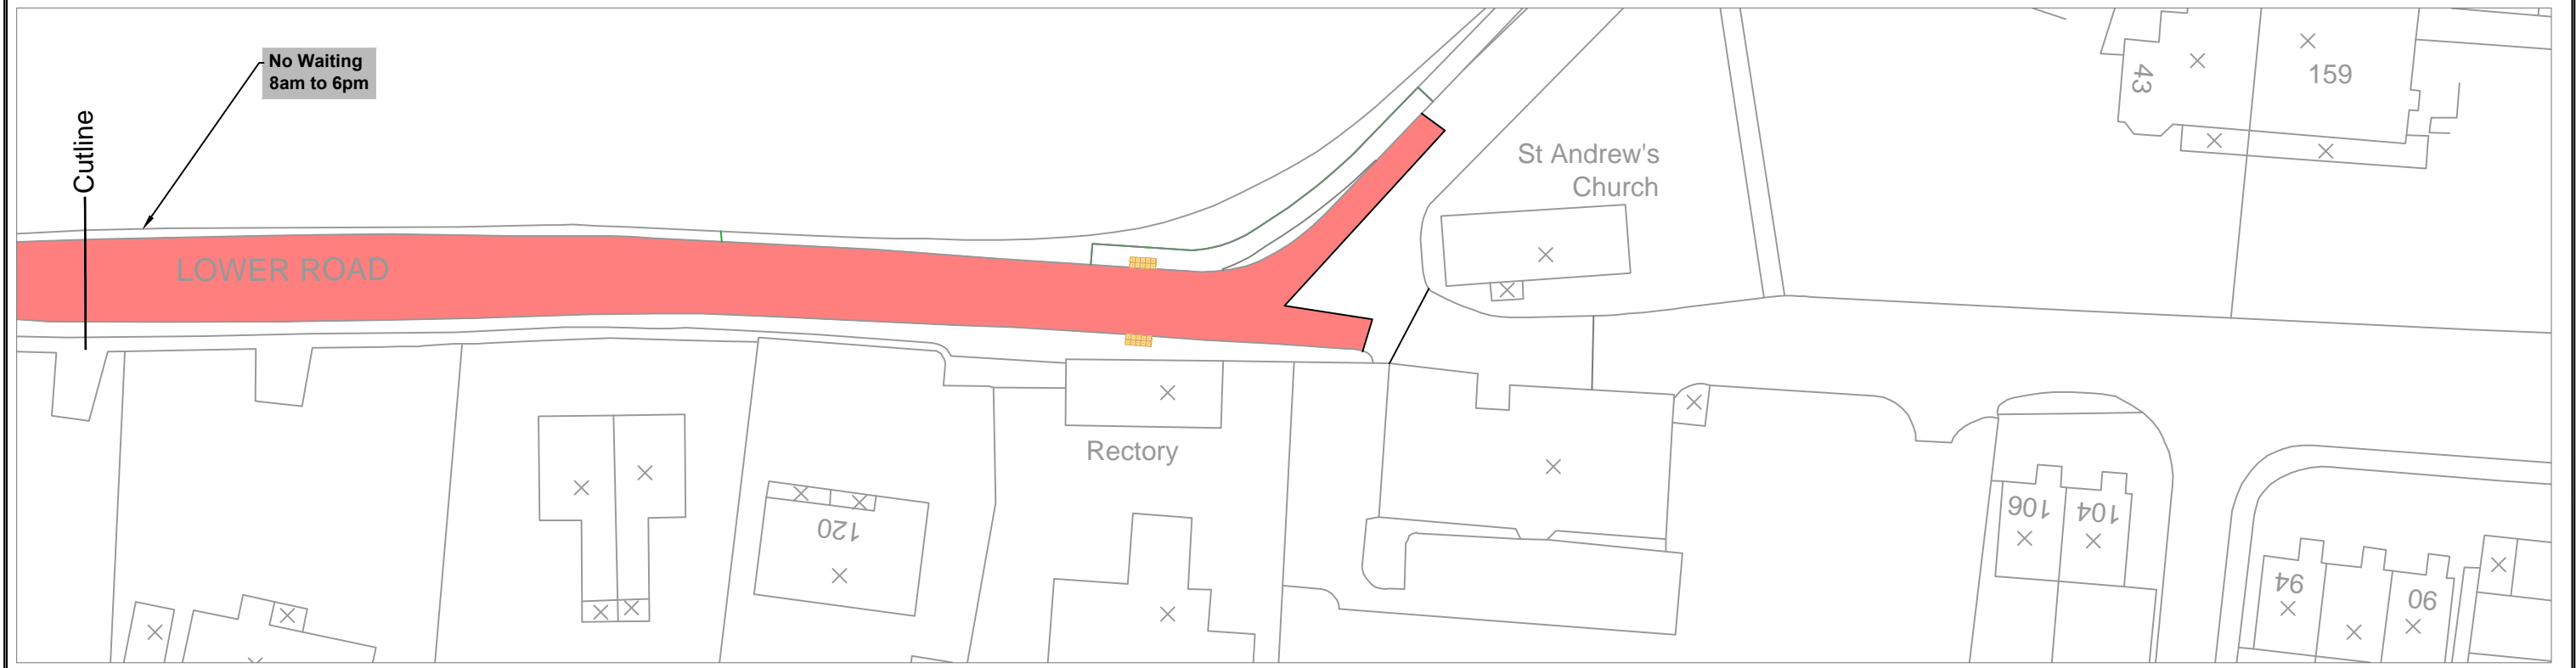 No Waiting
8am to 6pm
Cutline
LOWER ROAD
St Andrew's
Church
43
159
Rectory
120
106
104
94
90